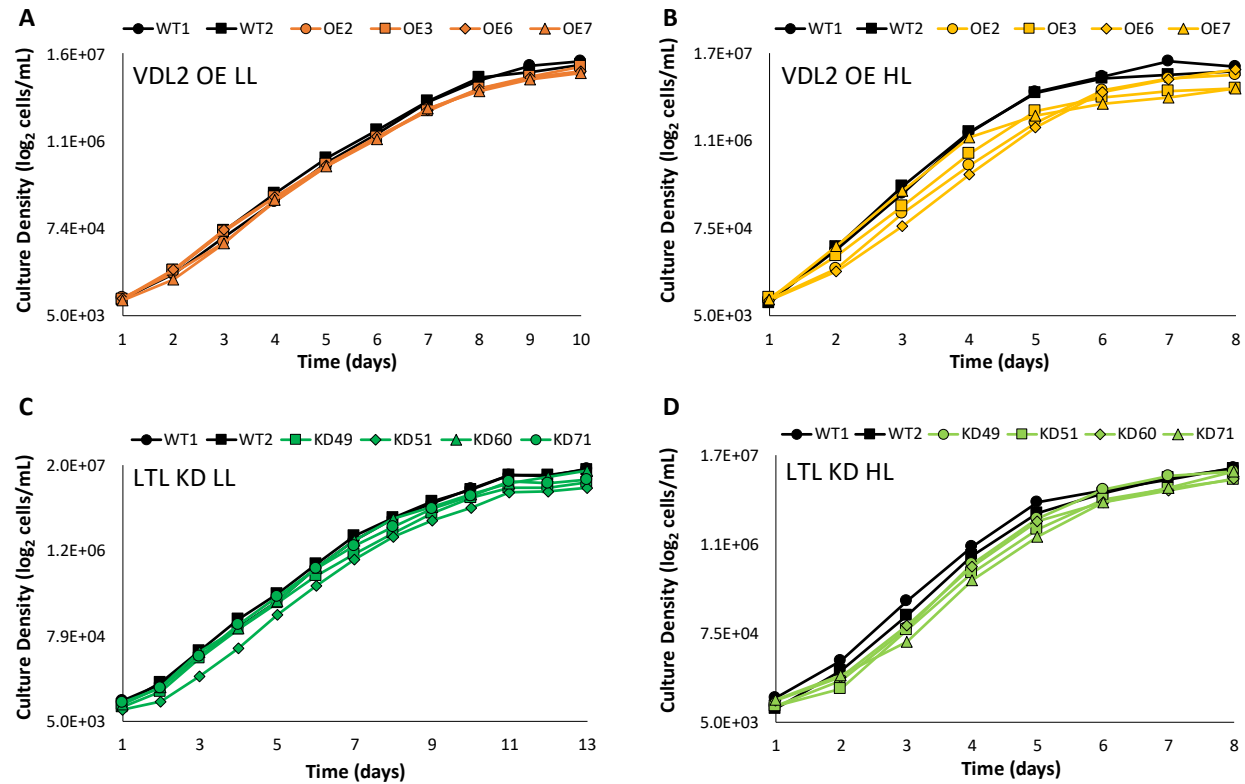 A
WT1 WT2 OE2 OE3 OE6 OE7
VDL2 OE LL
Culture Density (log₂ cells/mL)
1.6E+07
1.1E+06
7.4E+04
5.0E+03
1 2 3 4 5 6 7 8 9 10
Time (days)
B
WT1 WT2 OE2 OE3 OE6 OE7
VDL2 OE HL
Culture Density (log₂ cells/mL)
1.7E+07
1.1E+06
7.5E+04
5.0E+03
1 2 3 4 5 6 7 8
Time (days)
C
WT1 WT2 KD49 KD51 KD60 KD71
LTL KD LL
Culture Density (log₂ cells/mL)
2.0E+07
1.2E+06
7.9E+04
5.0E+03
1 3 5 7 9 11 13
Time (days)
D
WT1 WT2 KD49 KD51 KD60 KD71
LTL KD HL
Culture Density (log₂ cells/mL)
1.7E+07
1.1E+06
7.5E+04
5.0E+03
1 2 3 4 5 6 7 8
Time (days)